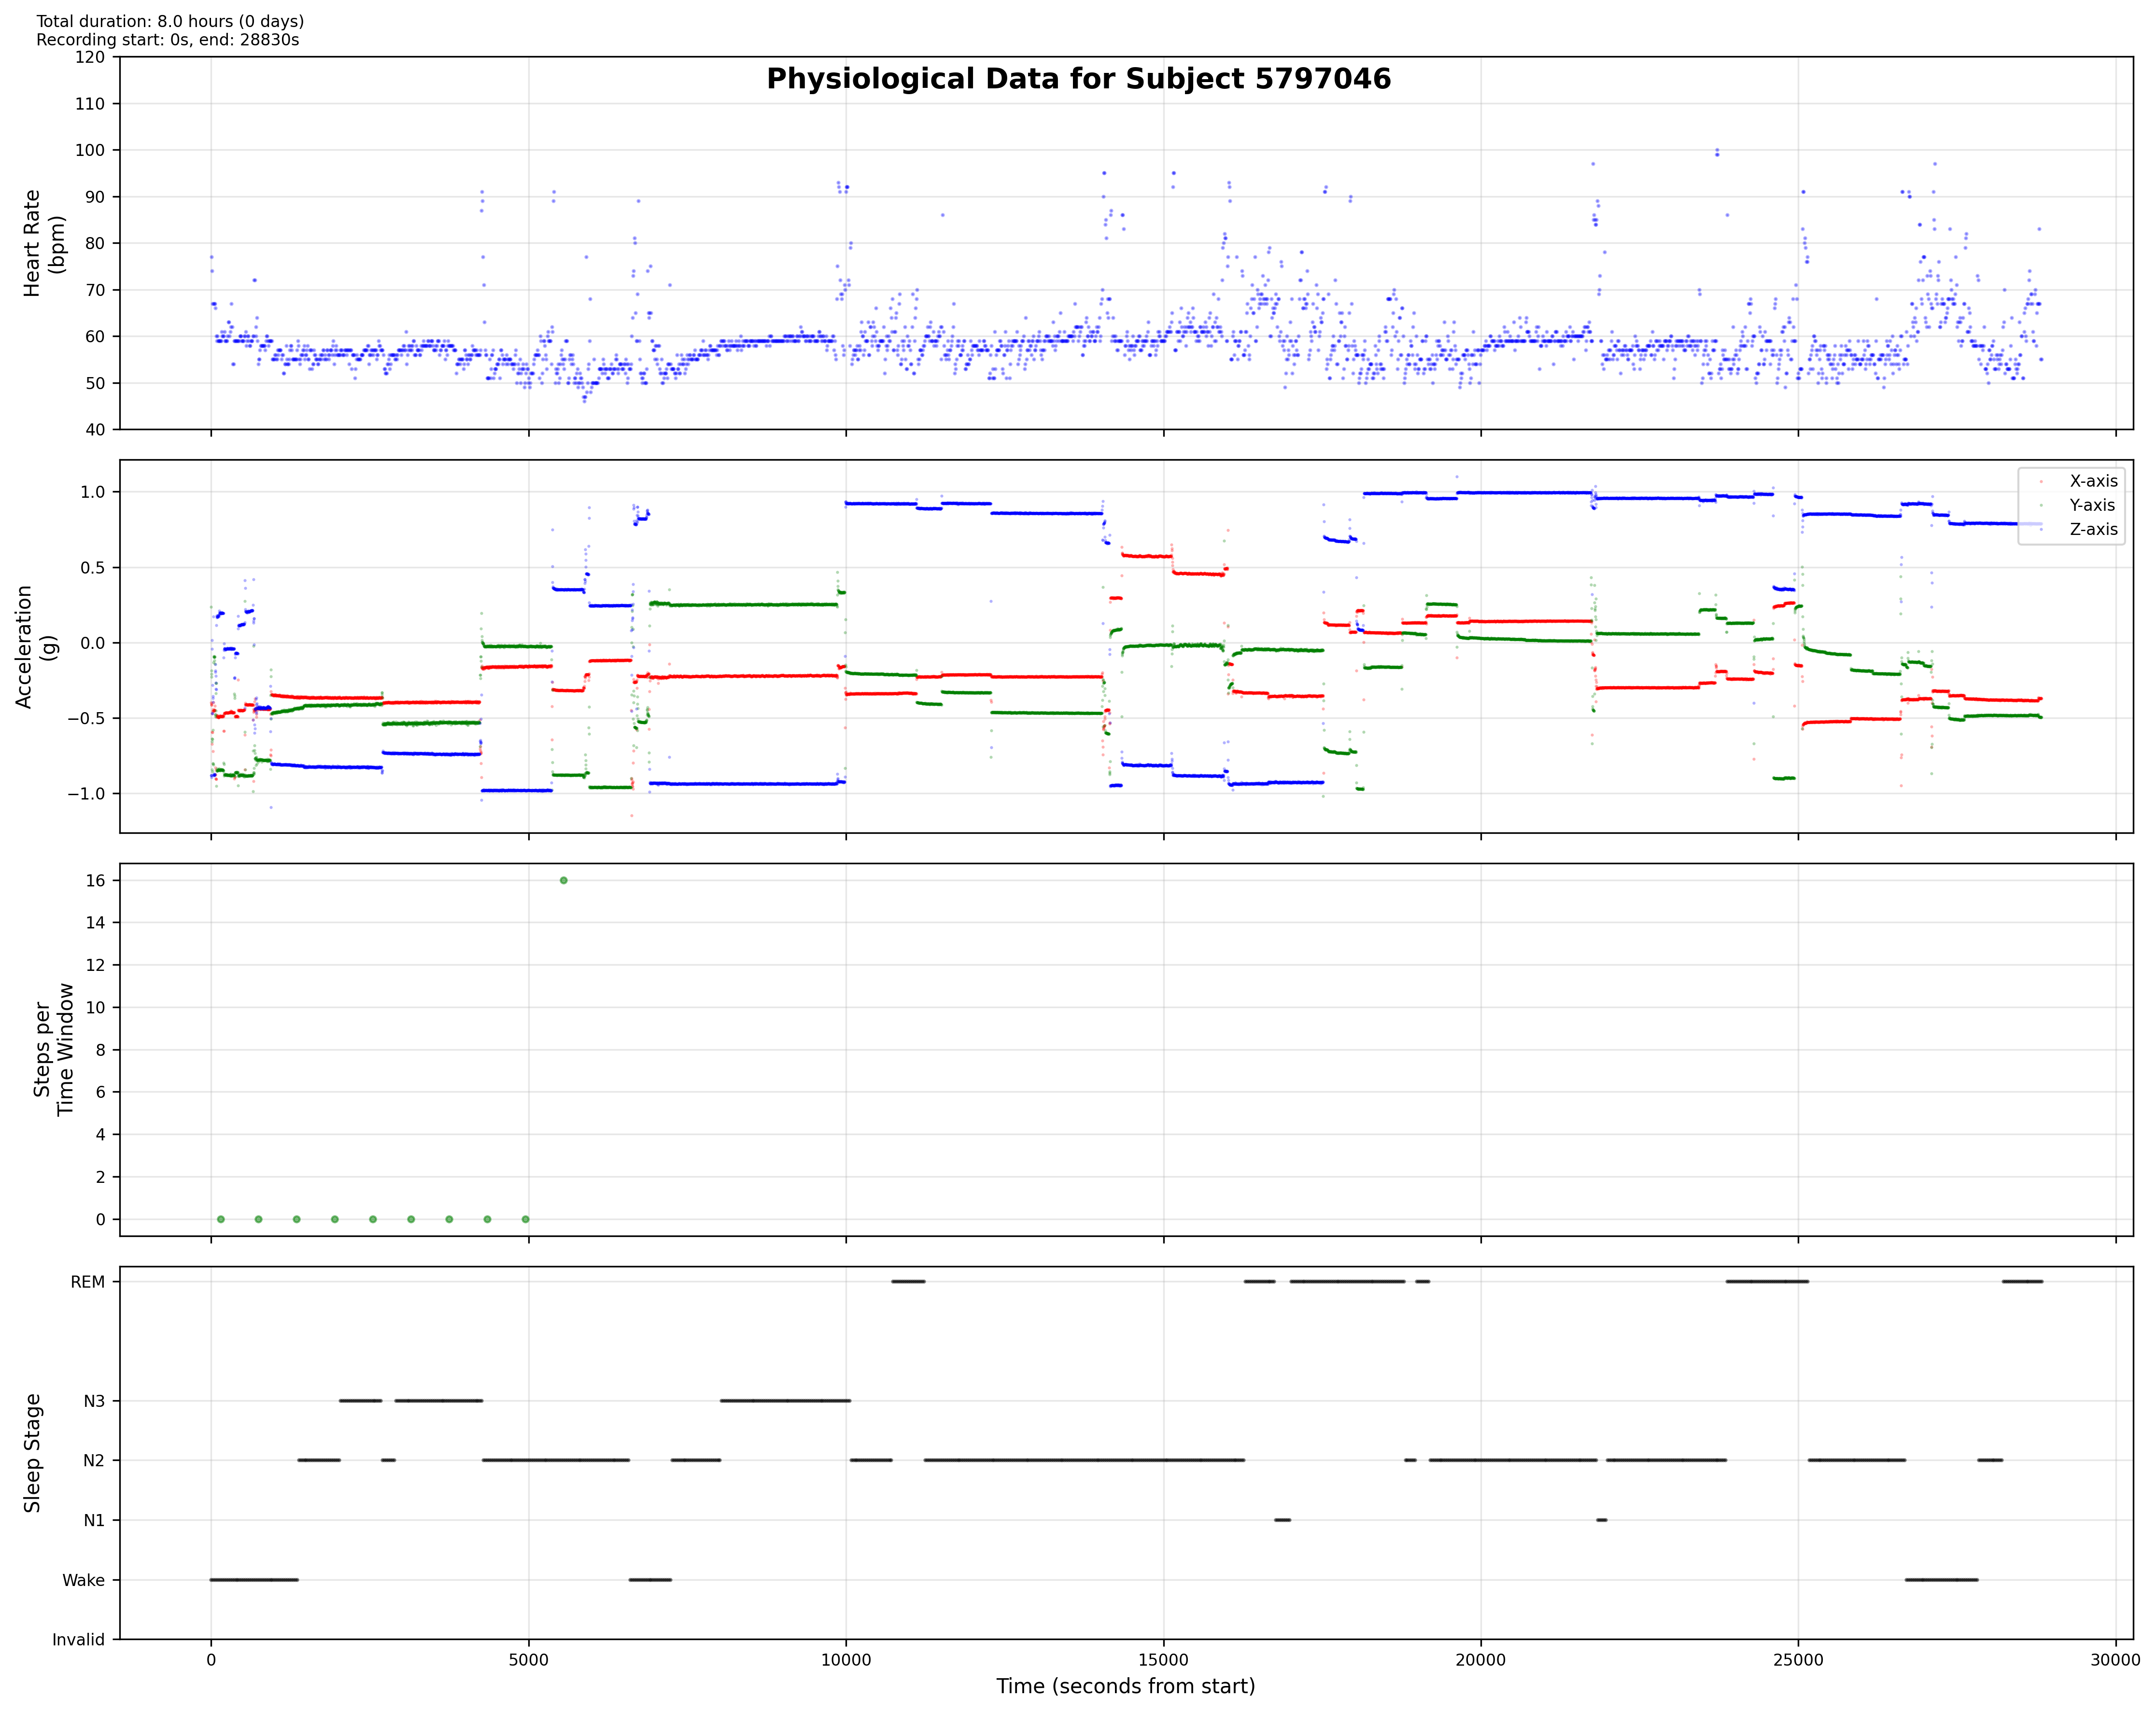 Total duration: 8.0 hours (0 days)
Recording start: 0s, end: 28830s
Physiological Data for Subject 5797046
120
110
100
90
80
70
60
50
40
Heart Rate
(bpm)
1.0
0.5
0.0
−0.5
−1.0
Acceleration
(g)
X-axis
Y-axis
Z-axis
16
14
12
10
8
6
4
2
0
Steps per
Time Window
REM
N3
N2
N1
Wake
Invalid
Sleep Stage
0 5000 10000 15000 20000 25000 30000
Time (seconds from start)